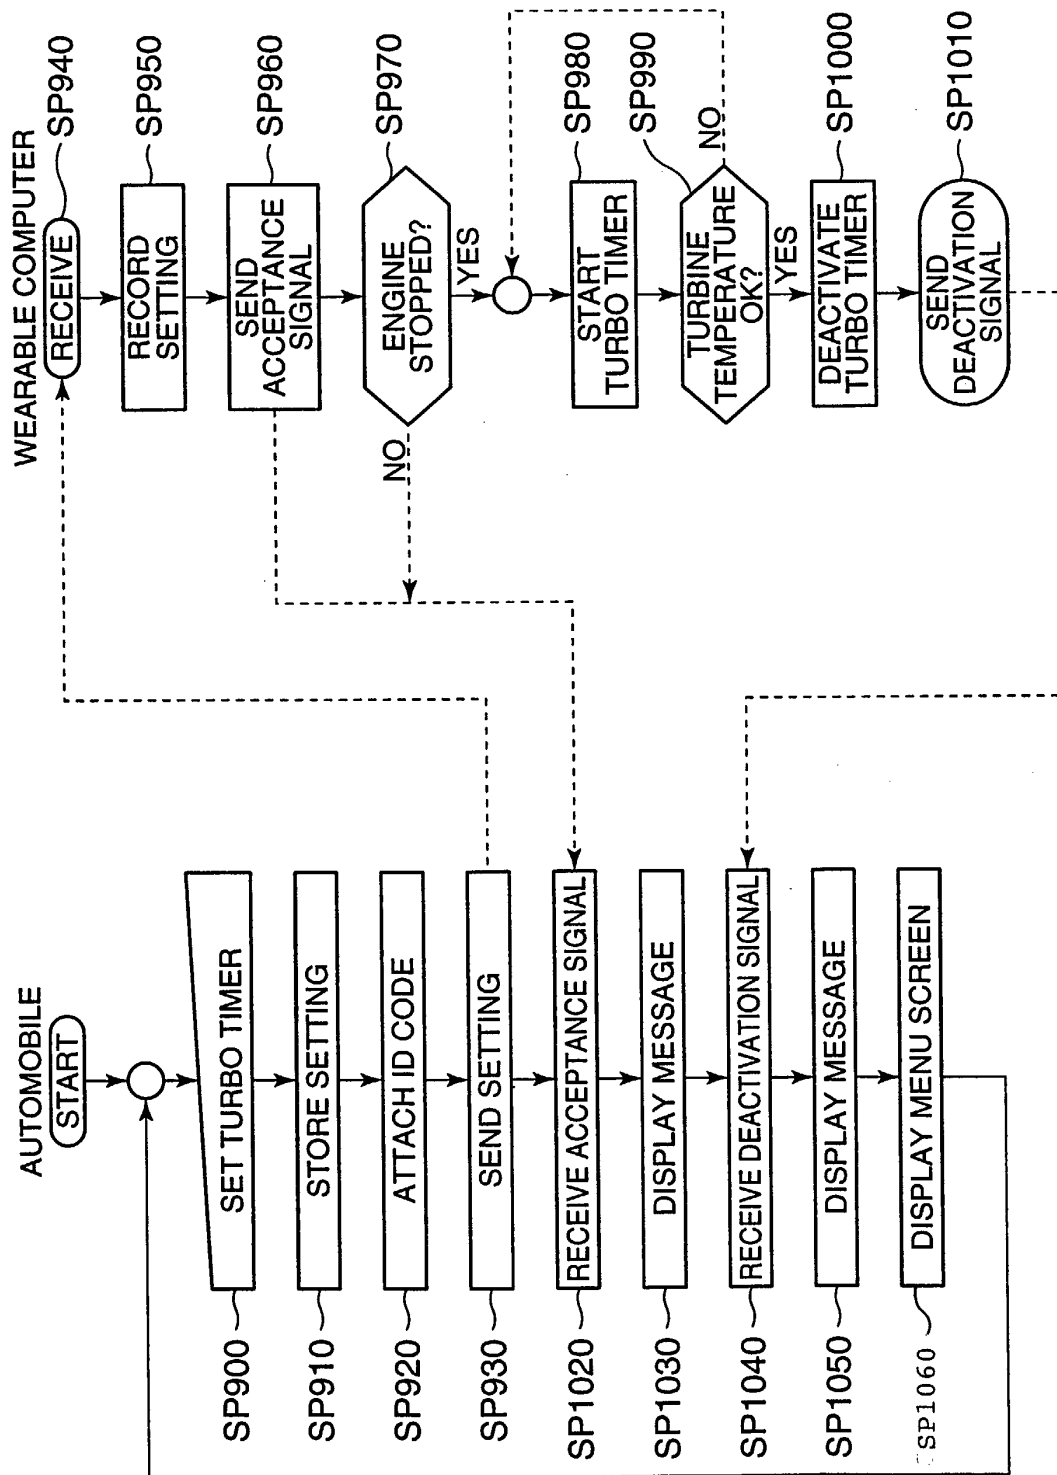 AUTOMOBILE
START
SET TURBO TIMER
SP900
STORE SETTING
SP910
ATTACH ID CODE
SP920
SEND SETTING
SP930
RECEIVE ACCEPTANCE SIGNAL
SP1020
DISPLAY MESSAGE
SP1030
RECEIVE DEACTIVATION SIGNAL
SP1040
DISPLAY MESSAGE
SP1050
DISPLAY MENU SCREEN
SP1060
WEARABLE COMPUTER
RECEIVE
SP940
RECORD
SETTING
SP950
SEND
ACCEPTANCE
SIGNAL
SP960
ENGINE
STOPPED?
SP970
NO
YES
START
TURBO TIMER
SP980
TURBINE
TEMPERATURE
OK?
SP990
NO
YES
DEACTIVATE
TURBO TIMER
SP1000
SEND
DEACTIVATION
SIGNAL
SP1010